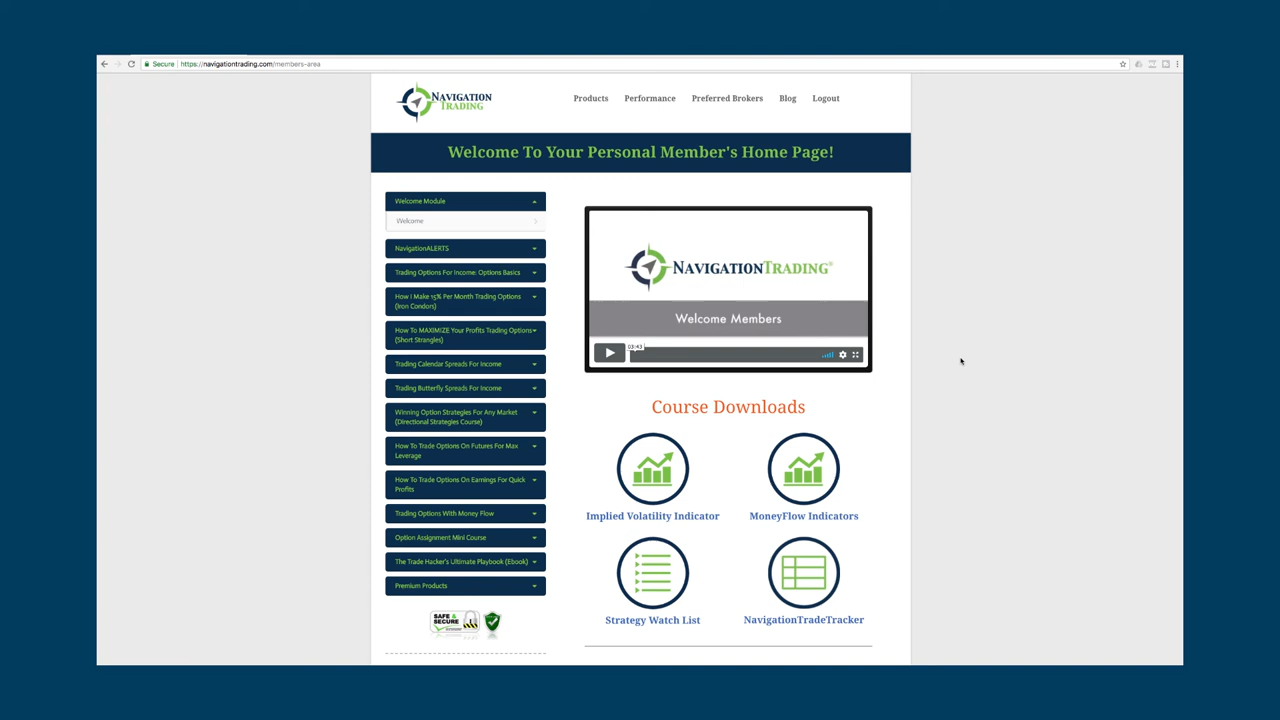 Secure https://navigationtrading.com/members-area
NAVIGATION
TRADING
Products Performance Preferred Brokers Blog Logout
Welcome To Your Personal Member's Home Page!
Welcome Module
Welcome
NavigationALERTS
Trading Options For Income: Options Basics
How I Make 15% Per Month Trading Options
(Iron Condors)
How To MAXIMIZE Your Profits Trading Options
(Short Strangles)
Trading Calendar Spreads For Income
Trading Butterfly Spreads For Income
Winning Option Strategies For Any Market
(Directional Strategies Course)
How To Trade Options On Futures For Max
Leverage
How To Trade Options On Earnings For Quick
Profits
Trading Options With Money Flow
Option Assignment Mini Course
The Trade Hacker's Ultimate Playbook (Ebook)
Premium Products
SAFE &
SECURE
NAVIGATIONTRADING®
Welcome Members
03:43
Course Downloads
Implied Volatility Indicator
MoneyFlow Indicators
Strategy Watch List
NavigationTradeTracker